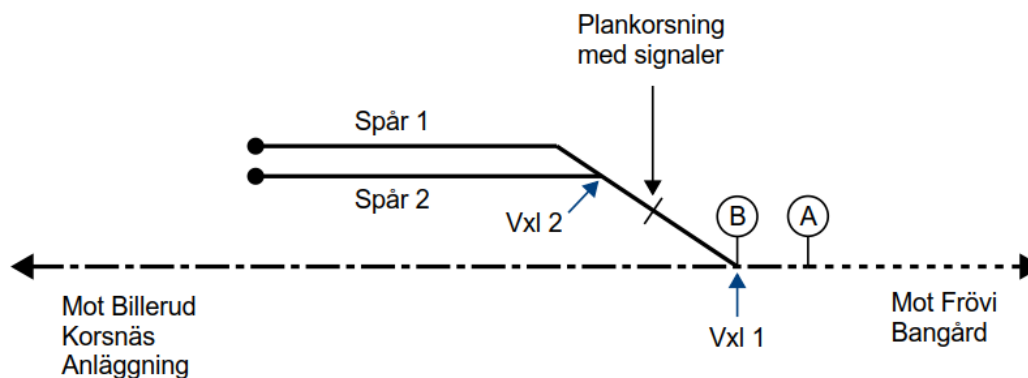 Plankorsning
med signaler
Spår 1
Spår 2
Vxl 2
B
A
Mot Billerud
Korsnäs
Anläggning
Vxl 1
Mot Frövi
Bangård